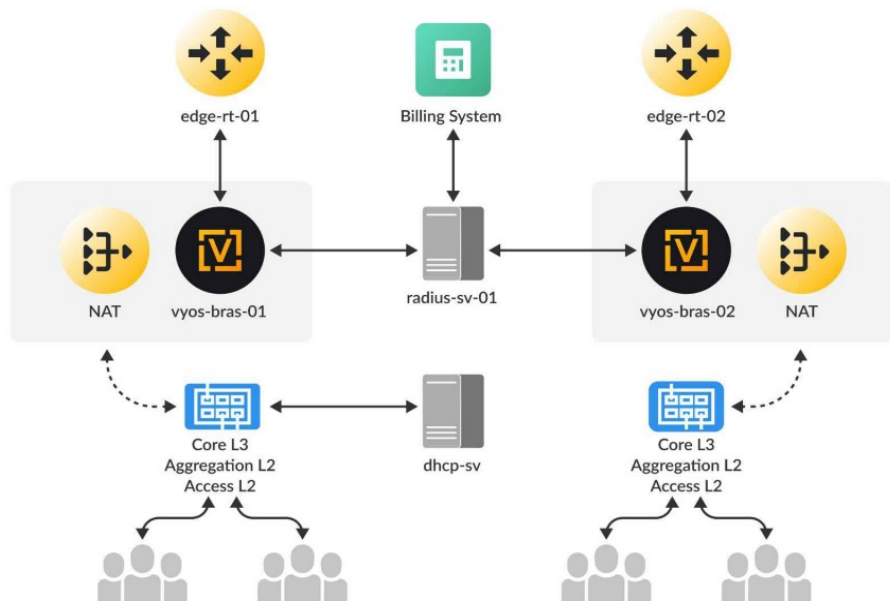 edge-rt-01
Billing System
edge-rt-02
NAT
vyos-bras-01
radius-sv-01
vyos-bras-02
NAT
Core L3
Aggregation L2
Access L2
dhcp-sv
Core L3
Aggregation L2
Access L2